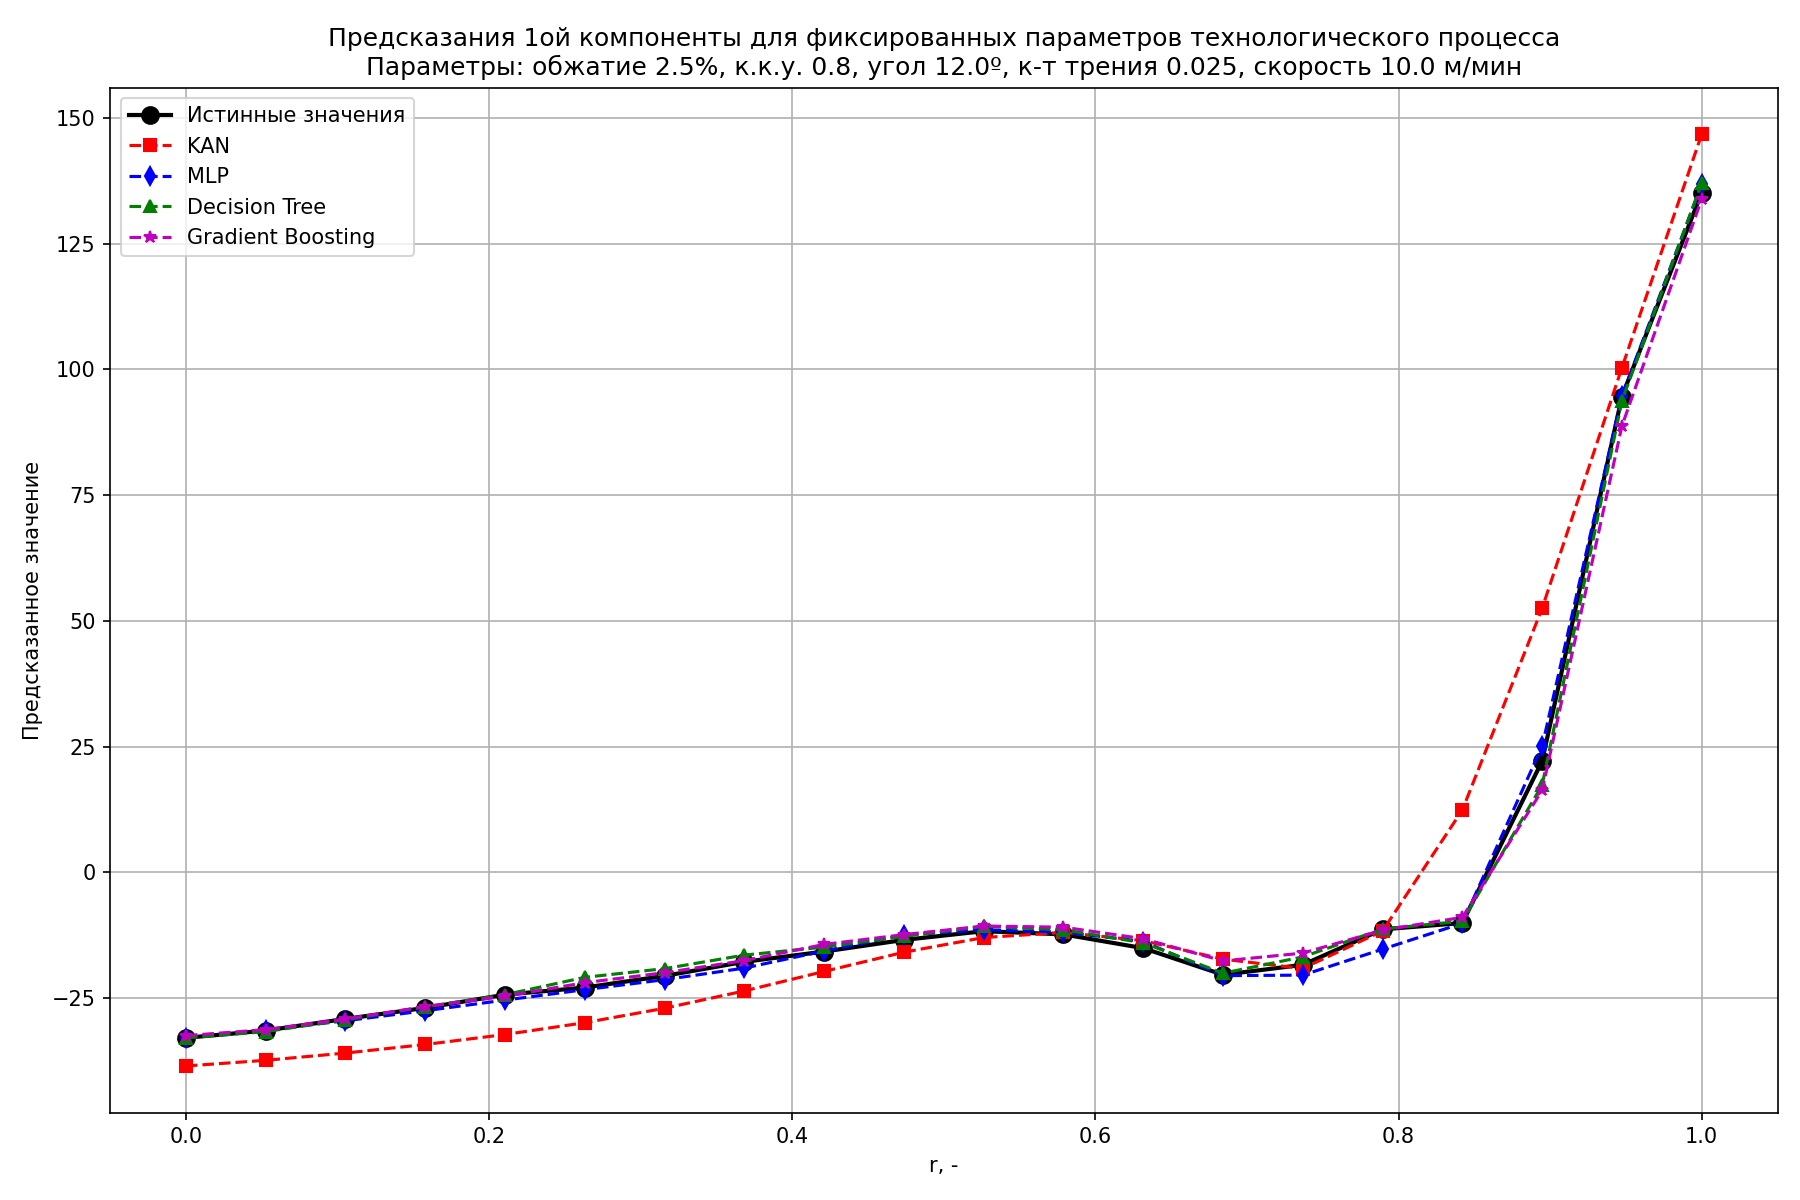 Предсказания 1ой компоненты для фиксированных параметров технологического процесса
Параметры: обжатие 2.5%, к.к.у. 0.8, угол 12.0º, к-т трения 0.025, скорость 10.0 м/мин
Истинные значения
KAN
MLP
Decision Tree
Gradient Boosting
Предсказанное значение
150
125
100
75
50
25
0
−25
0.0
0.2
0.4
0.6
0.8
1.0
r, -